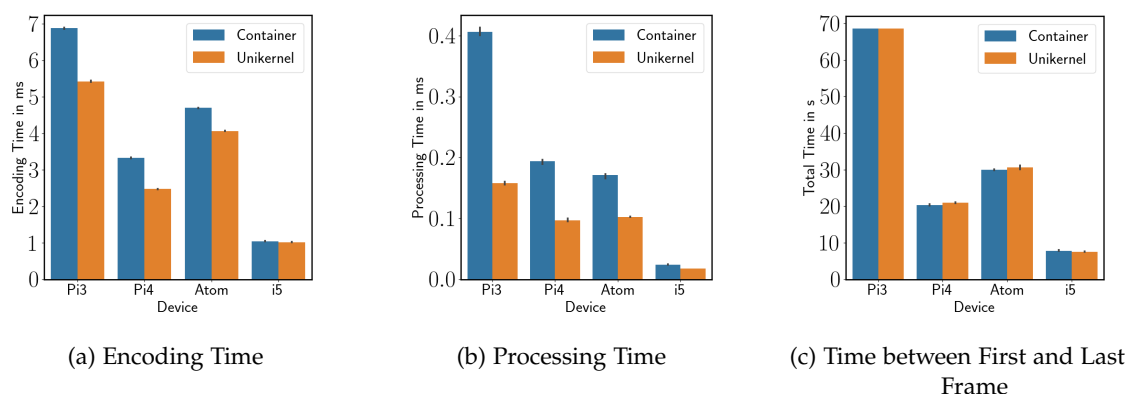 7
6
5
4
3
2
1
0
Encoding Time in ms
Container
Unikernel
Pi3 Pi4 Atom i5
Device
(a) Encoding Time
0.4
0.3
0.2
0.1
0.0
Processing Time in ms
Container
Unikernel
Pi3 Pi4 Atom i5
Device
(b) Processing Time
70
60
50
40
30
20
10
0
Total Time in s
Container
Unikernel
Pi3 Pi4 Atom i5
Device
(c) Time between First and Last
Frame